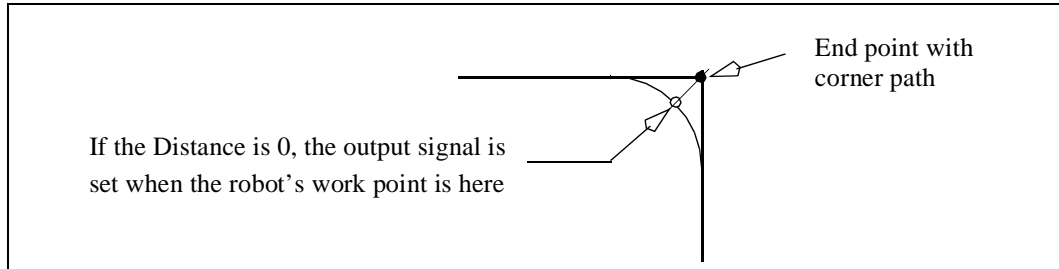 End point with
corner path
If the Distance is 0, the output signal is
set when the robot’s work point is here